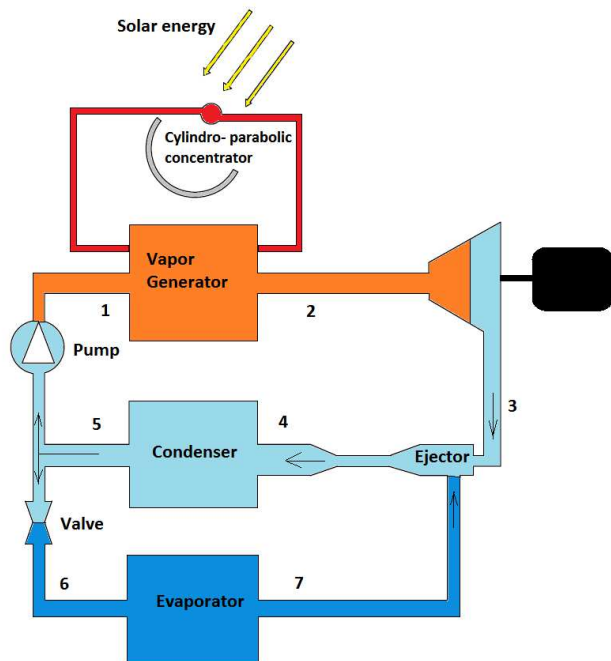 Solar energy
Cylindro- parabolic
concentrator
Vapor
Generator
1
2
Pump
3
5
4
Condenser
Ejector
Valve
6
7
Evaporator